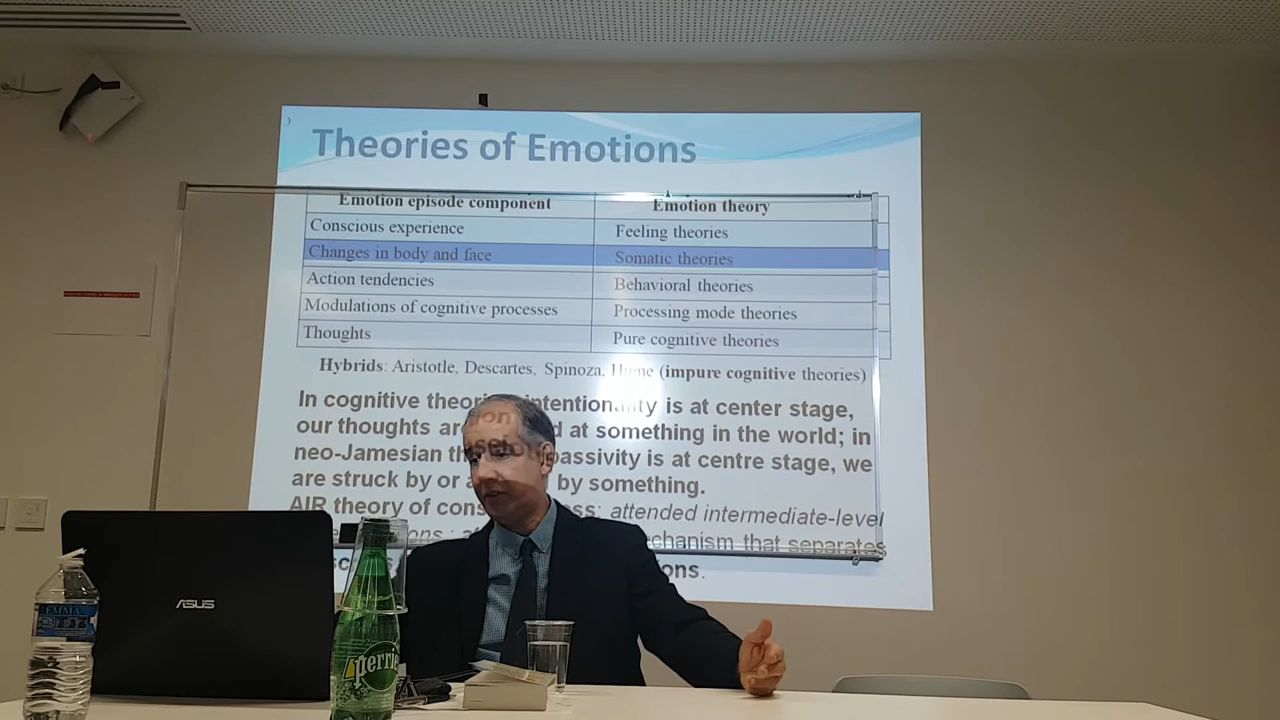 Theories of Emotions
Emotion episode component Emotion theory
Conscious experience Feeling theories
Changes in body and face Somatic theories
Action tendencies Behavioral theories
Modulations of cognitive processes Processing mode theories
Thoughts Pure cognitive theories
Hybrids: Aristotle, Descartes, Spinoza, Hume (impure cognitive theories)
In cognitive intentionality is at center stage,
our thoughts at something in the world; in
neo-Jamesian passivity is at centre stage, we
are struck by or by something.
AIR theory of attended intermediate-level
mechanism that separates
ASUS
EMMA
perrier